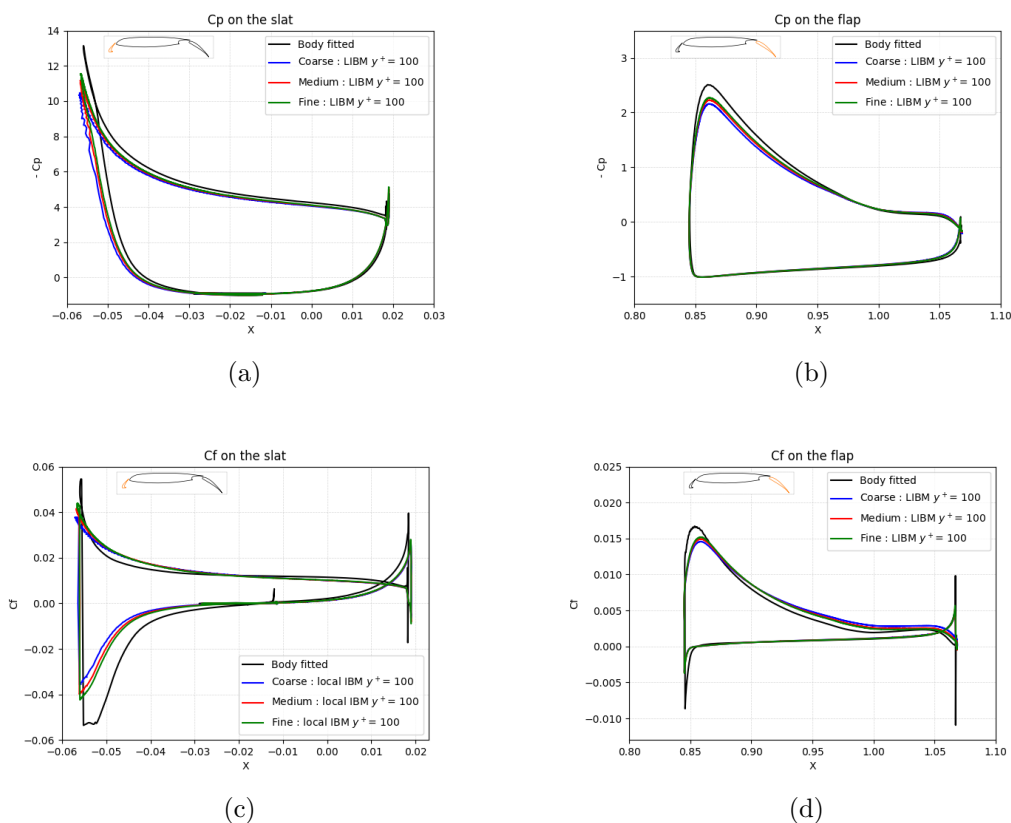 Cp on the slat
14
12
10
8
6
4
2
0
- Cp
Body fitted
Coarse : LIBM y⁺ = 100
Medium : LIBM y⁺ = 100
Fine : LIBM y⁺ = 100
−0.06 −0.05 −0.04 −0.03 −0.02 −0.01 0.00 0.01 0.02 0.03
X
(a)
Cp on the flap
3
2
1
0
−1
- Cp
Body fitted
Coarse : LIBM y⁺ = 100
Medium : LIBM y⁺ = 100
Fine : LIBM y⁺ = 100
0.80 0.85 0.90 0.95 1.00 1.05 1.10
X
(b)
Cf on the slat
0.06
0.04
0.02
0.00
−0.02
−0.04
−0.06
Cf
Body fitted
Coarse : local IBM y⁺ = 100
Medium : local IBM y⁺ = 100
Fine : local IBM y⁺ = 100
−0.06 −0.05 −0.04 −0.03 −0.02 −0.01 0.00 0.01 0.02
X
(c)
Cf on the flap
0.025
0.020
0.015
0.010
0.005
0.000
−0.005
−0.010
Cf
Body fitted
Coarse : LIBM y⁺ = 100
Medium : LIBM y⁺ = 100
Fine : LIBM y⁺ = 100
0.80 0.85 0.90 0.95 1.00 1.05 1.10
X
(d)